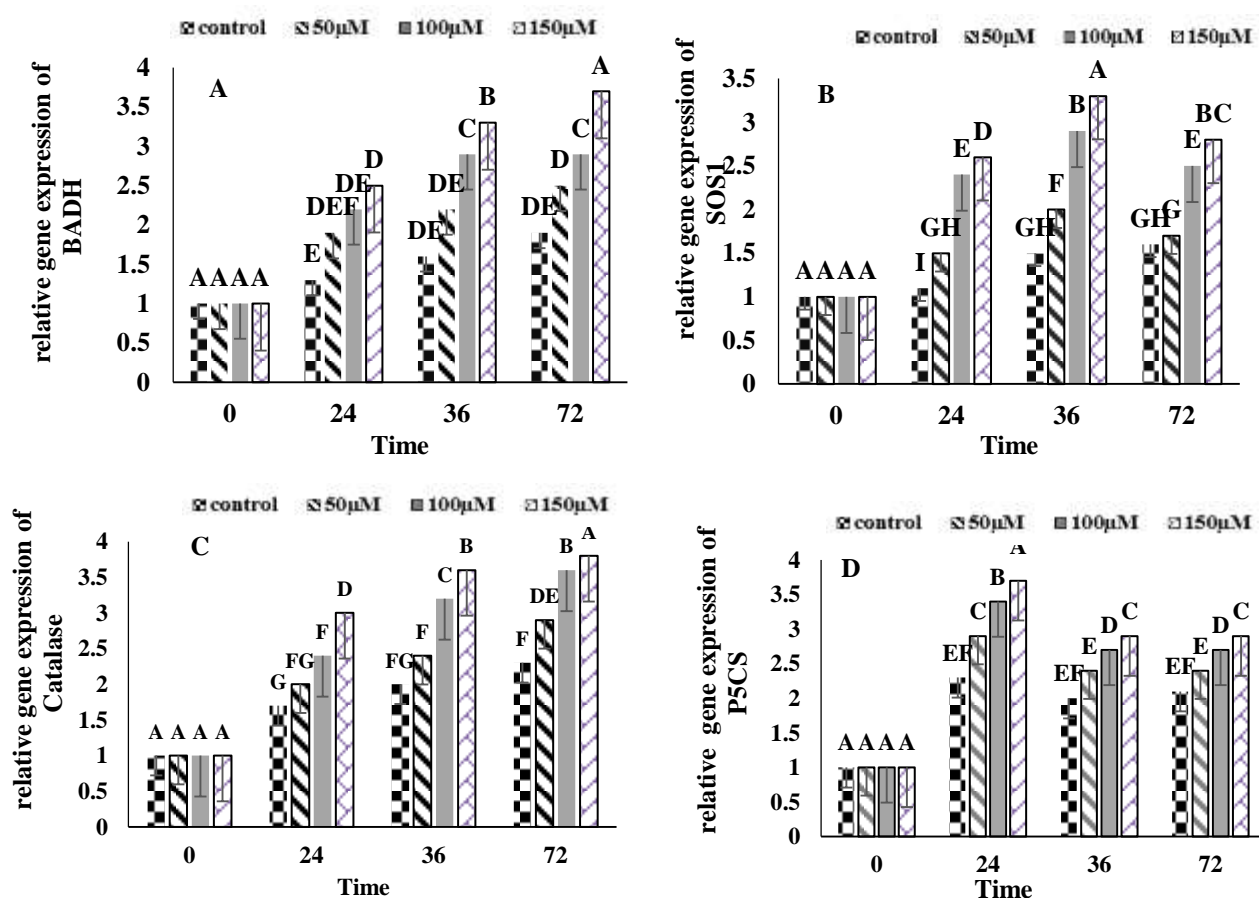 control 50µM 100µM 150µM
relative gene expression of
BADH
4
3.5
3
2.5
2
1.5
1
0.5
0
A
A A A A
E DEF DE D
DE DE C B
DE D C A
0 24 36 72
Time
control 50µM 100µM 150µM
relative gene expression of
SOS1
3.5
3
2.5
2
1.5
1
0.5
0
B
A A A A
I GH E D
GH F B A
GH G E BC
0 24 36 72
Time
control 50µM 100µM 150µM
relative gene expression of
Catalase
4
3.5
3
2.5
2
1.5
1
0.5
0
C
A A A A
G FG F D
FG F C B
F DE B A
0 24 36 72
Time
control 50µM 100µM 150µM
relative gene expression of
P5CS
4
3.5
3
2.5
2
1.5
1
0.5
0
D
A A A A
EF C B A
EF E D C
EF E D C
0 24 36 72
Time